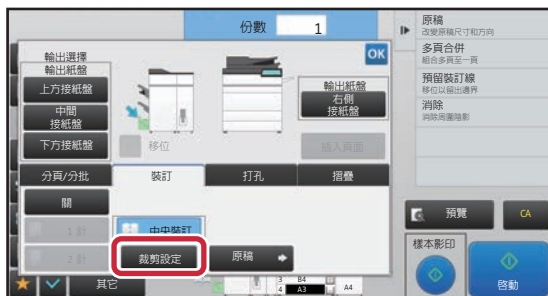 份數 1
OK
輸出選擇
輸出紙盤
上方接紙盤
中間
接紙盤
下方接紙盤
移位
輸出紙盤
右側
接紙盤
插入頁面
分頁/分批
裝訂
打孔
摺疊
關
1 針
2 針
中央裝訂
裁剪設定
原稿
其它
3 B4
4 A3
A4
原稿
改變原稿尺寸和方向
多頁合併
組合多頁至一頁
預留裝訂線
移位以留出邊界
消除
消除周圍陰影
預覽
CA
樣本影印
啓動